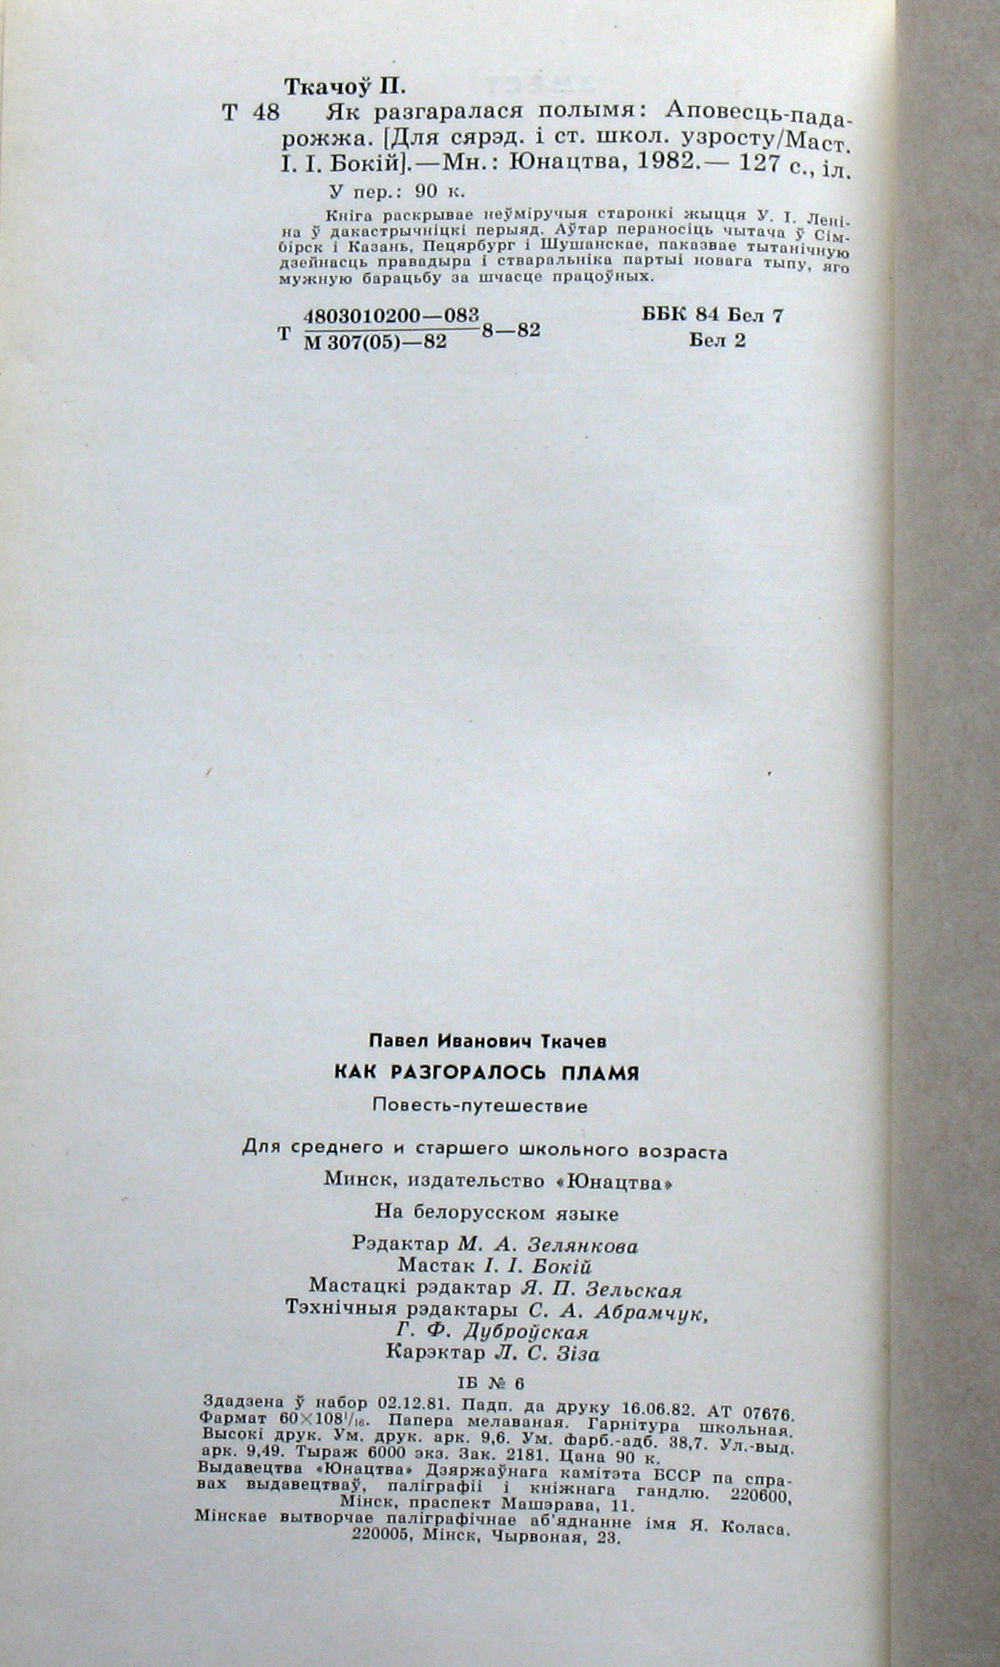 Ткачоў П.
Т 48 Як разгаралася полымя: Аповесць-пада-
рожжа. [Для сярэд. і ст. школ. узросту/Маст.
І. І. Бокій].—Мн.: Юнацтва, 1982.— 127 с., іл.
У пер.: 90 к.
Кніга раскрывае неўміручыя старонкі жыцця У. І. Лені-
на ў дакастрычніцкі перыяд. Аўтар пераносіць чытача ў Сім-
бірск і Казань, Пецярбург і Шушанскае, паказвае тытанічную
дзейнасць правадыра і стваральніка партыі новага тыпу, яго
мужную барацьбу за шчасце працоўных.
Т 4803010200—083 8—82 ББК 84 Бел 7
М 307(05)—82 Бел 2
Павел Иванович Ткачев
КАК РАЗГОРАЛОСЬ ПЛАМЯ
Повесть-путешествие
Для среднего и старшего школьного возраста
Минск, издательство «Юнацтва»
На белорусском языке
Рэдактар М. А. Зелянкова
Мастак І. І. Бокій
Мастацкі рэдактар Я. П. Зельская
Тэхнічныя рэдактары С. А. Абрамчук,
Г. Ф. Дуброўская
Карэктар Л. С. Зіза
ІБ № 6
Здадзена ў набор 02.12.81. Падп. да друку 16.06.82. АТ 07676.
Фармат 60×108¹/₁₆. Папера мелаваная. Гарнітура школьная.
Высокі друк. Ум. друк. арк. 9,6. Ум. фарб.-адб. 38,7. Ул.-выд.
арк. 9,49. Тыраж 6000 экз. Зак. 2181. Цана 90 к.
Выдавецтва «Юнацтва» Дзяржаўнага камітэта БССР па спра-
вах выдавецтваў, паліграфіі і кніжнага гандлю. 220600,
Мінск, праспект Машэрава, 11.
Мінскае вытворчае паліграфічнае аб'яднанне імя Я. Коласа.
220005, Мінск, Чырвоная, 23.